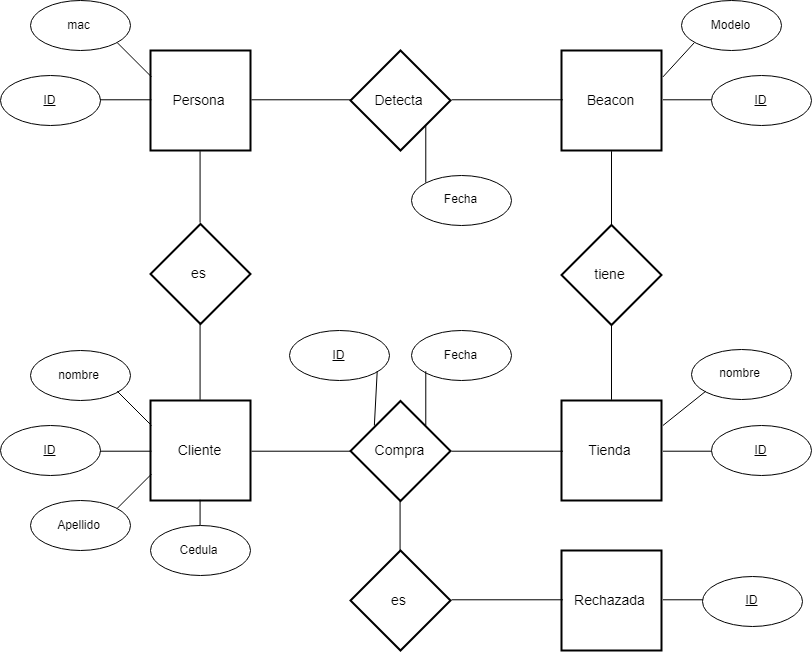 mac
Modelo
ID
Persona
Detecta
Beacon
ID
Fecha
es
tiene
ID
Fecha
nombre
nombre
ID
Cliente
Compra
Tienda
ID
Apellido
Cedula
es
Rechazada
ID